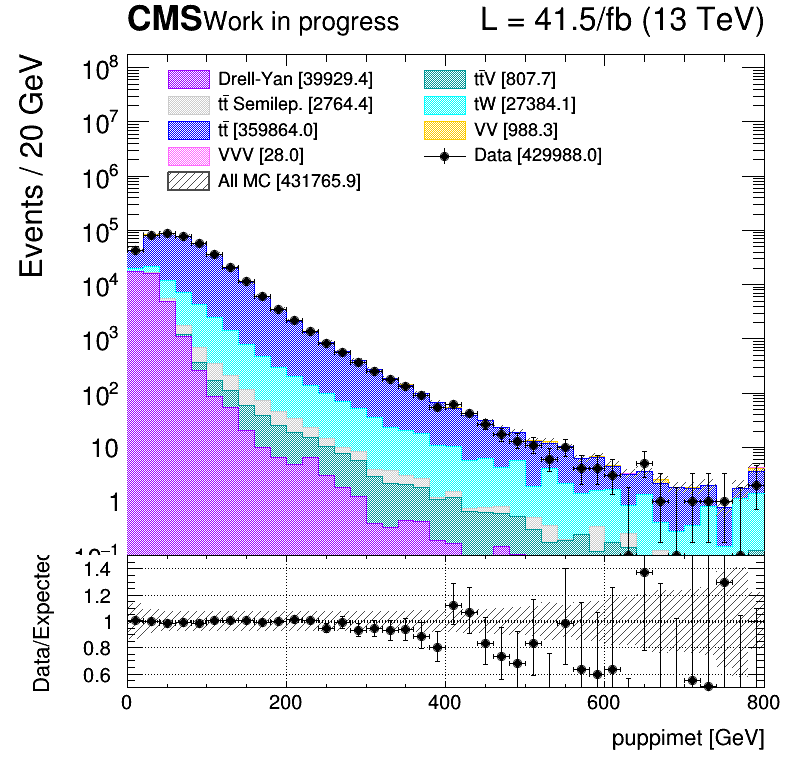 CMS Work in progress L = 41.5/fb (13 TeV)
Events / 20 GeV
Drell-Yan [39929.4] tt̄V [807.7]
tt̄ Semilep. [2764.4] tW [27384.1]
tt̄ [359864.0] VV [988.3]
VVV [28.0] Data [429988.0]
All MC [431765.9]
10⁸
10⁷
10⁶
10⁵
10⁴
10³
10²
10
1
10⁻¹
Data/Expected
1.4
1.2
1
0.8
0.6
0 200 400 600 800
puppimet [GeV]